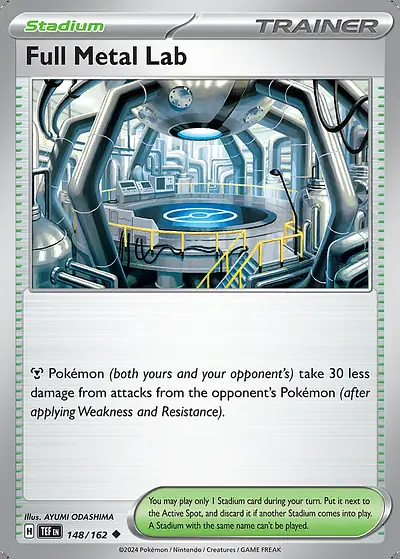 Stadium TRAINER
Full Metal Lab
Pokémon (both yours and your opponent's) take 30 less
damage from attacks from the opponent's Pokémon (after
applying Weakness and Resistance).
You may play only 1 Stadium card during your turn. Put it next to
the Active Spot, and discard it if another Stadium comes into play.
A Stadium with the same name can't be played.
Illus. AYUMI ODASHIMA
H TEF EN 148/162
©2024 Pokémon / Nintendo / Creatures / GAME FREAK